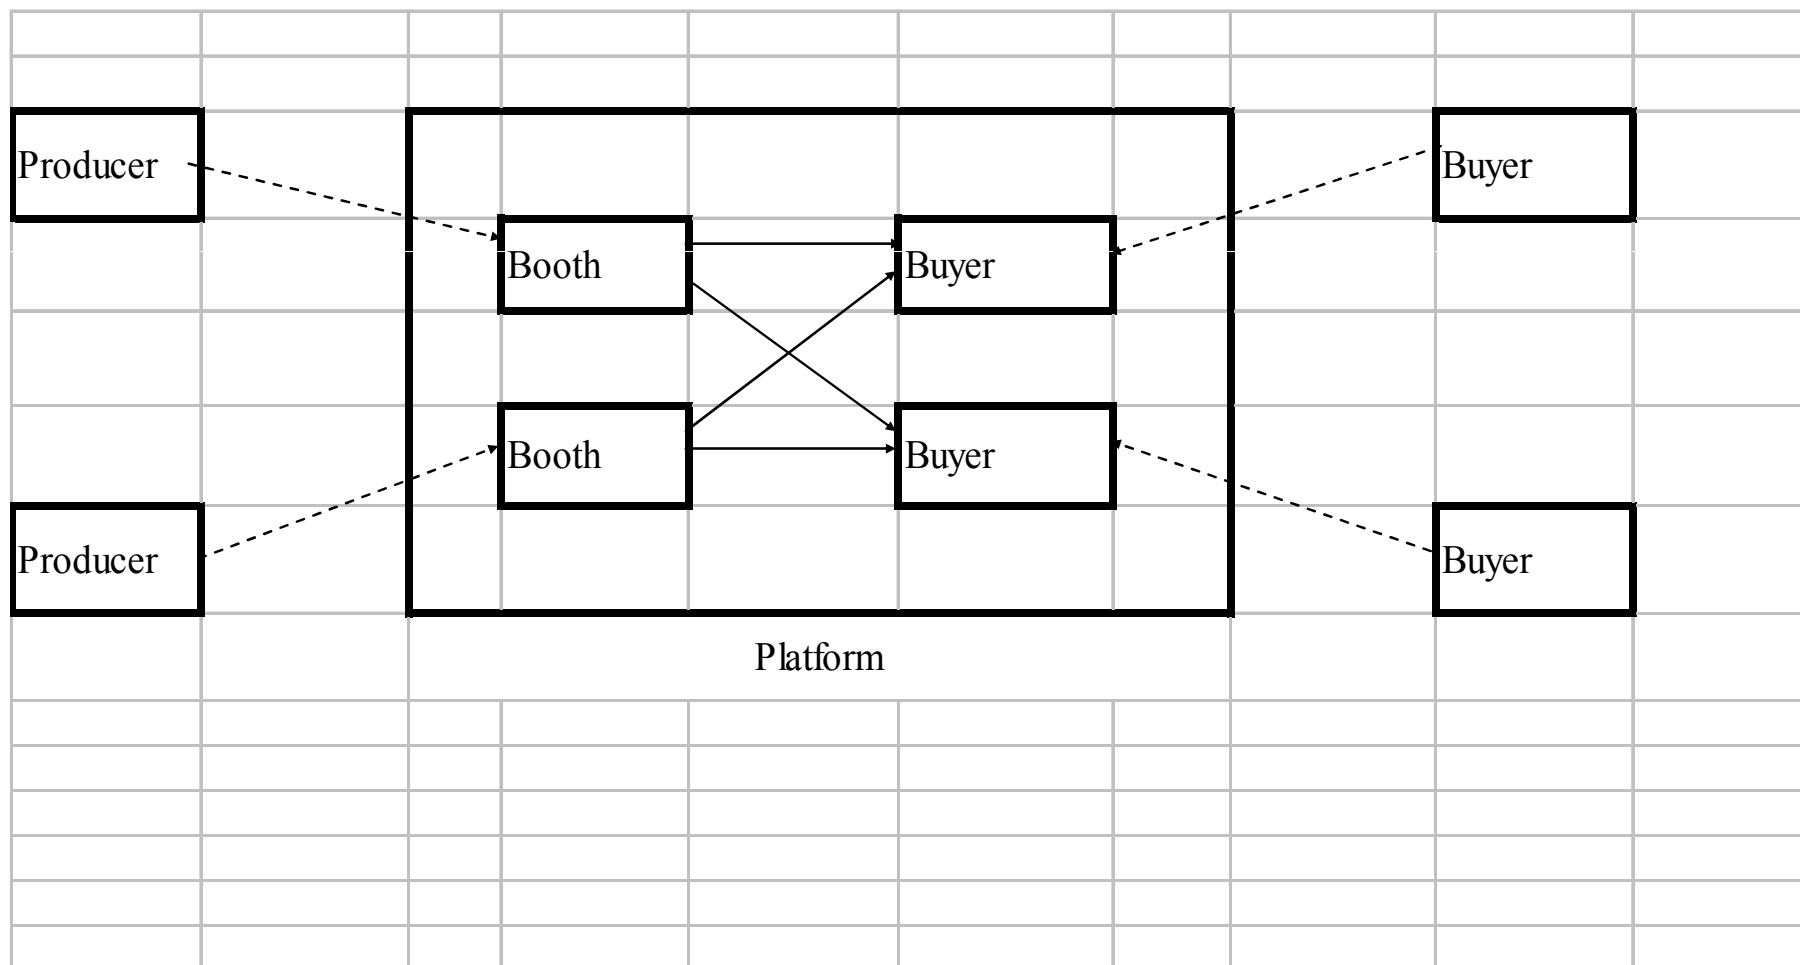 Producer
Buyer
Booth
Buyer
Booth
Buyer
Producer
Buyer
Platform